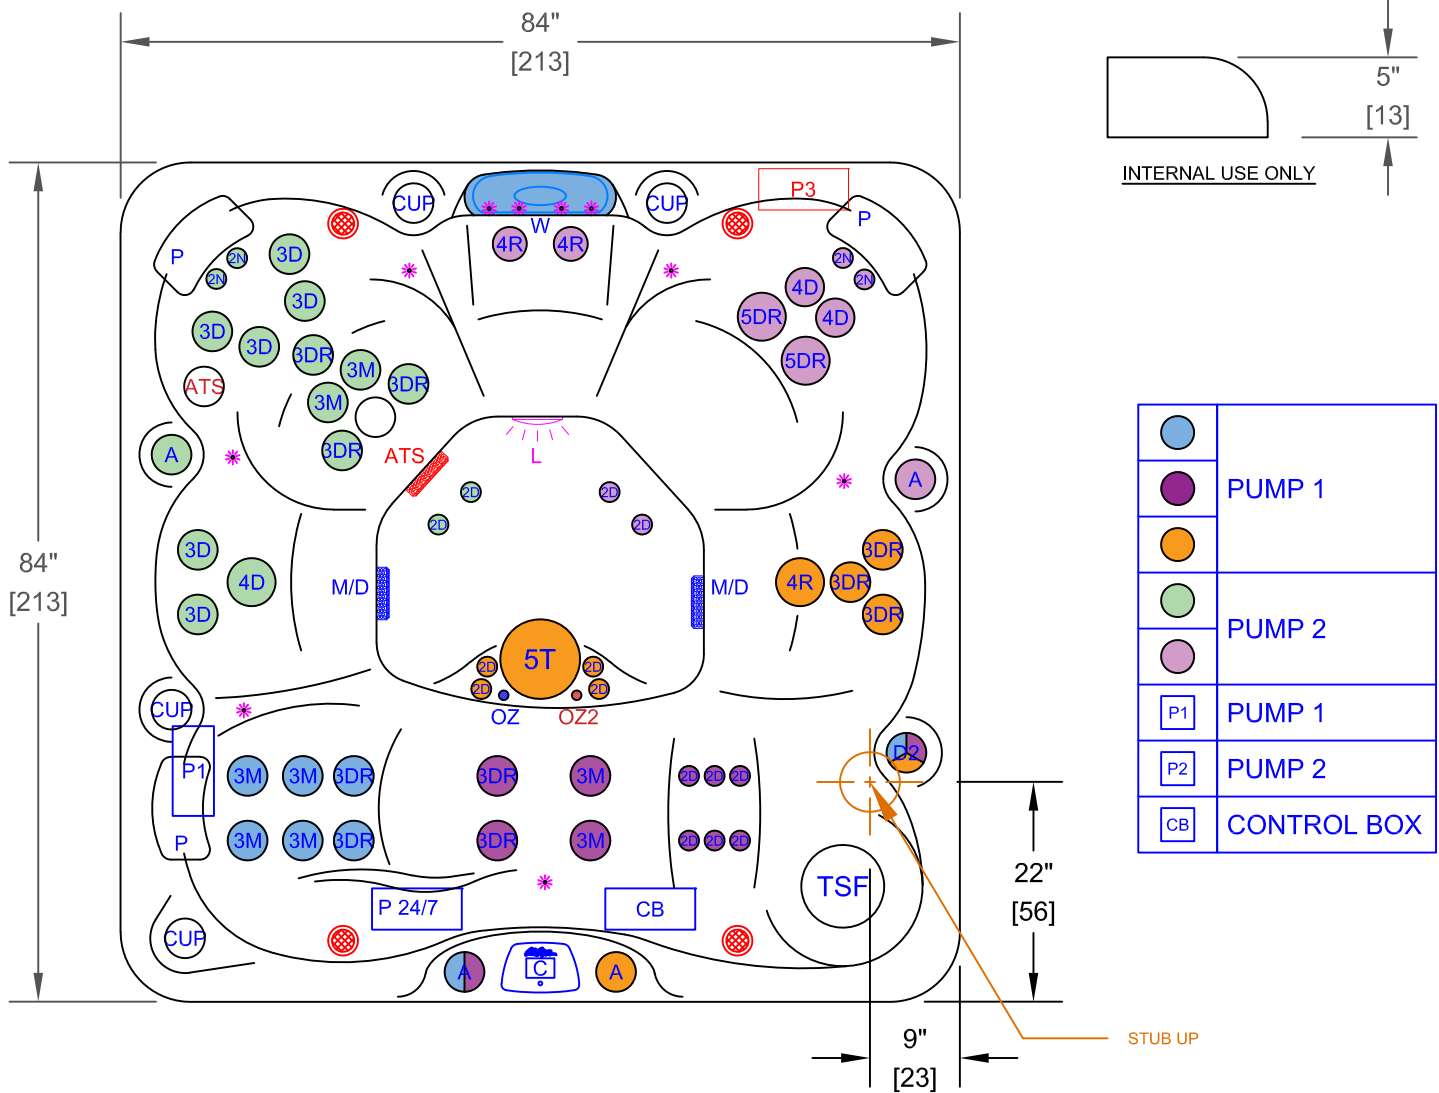 84"
[213]
5"
[13]
INTERNAL USE ONLY
P3
CUP
CUP
P
P
W
4R
4R
2N
2N
3D
3D
3D
3D
3DR
3M
3DR
3M
3DR
ATS
2N
2N
4D
4D
5DR
5DR
A
ATS
L
A
2D
2D
2D
2D
84"
[213]
3D
4D
3D
M/D
M/D
4R
3DR
3DR
3DR
5T
2D
2D
2D
2D
OZ
OZ2
CUP
P1
P
D2
3M
3M
3DR
3DR
3M
2D
2D
2D
3M
3M
3DR
3DR
3M
2D
2D
2D
TSF
P 24/7
CB
CUP
A
C
A
22"
[56]
9"
[23]
STUB UP
PUMP 1
PUMP 2
P1
PUMP 1
P2
PUMP 2
CB
CONTROL BOX